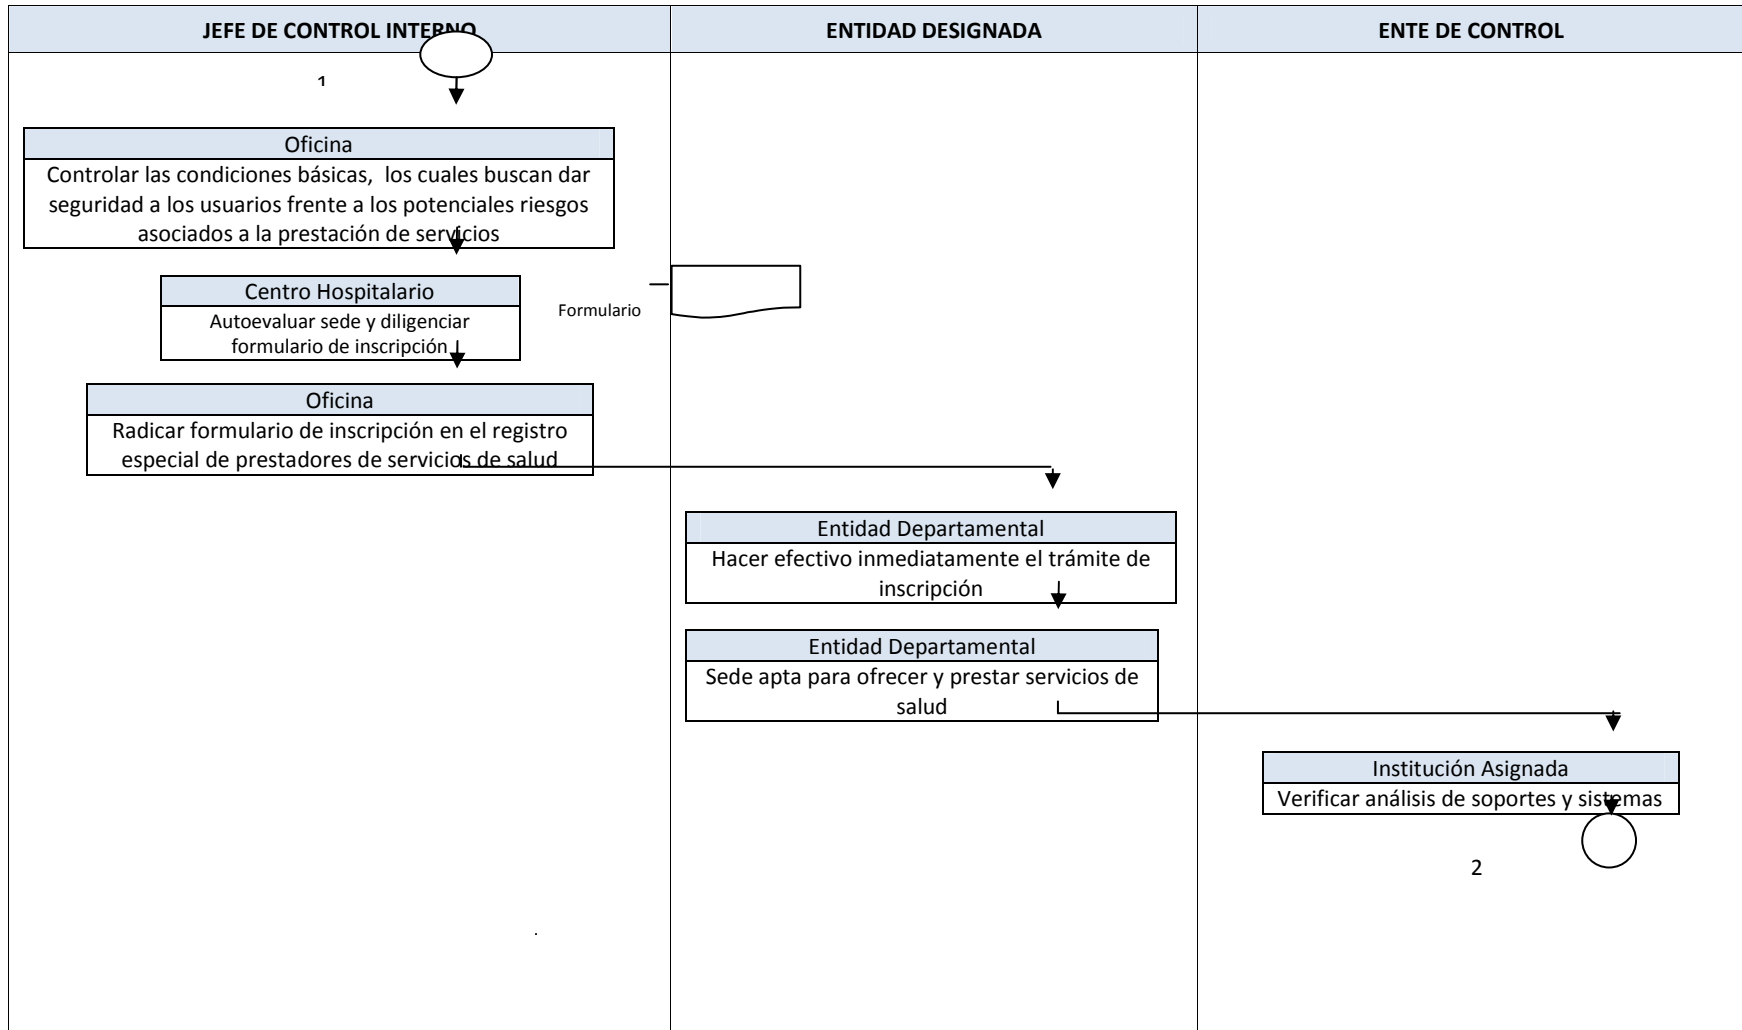 JEFE DE CONTROL INTERNO
ENTIDAD DESIGNADA
ENTE DE CONTROL
1
Oficina
Controlar las condiciones básicas, los cuales buscan dar
seguridad a los usuarios frente a los potenciales riesgos
asociados a la prestación de servicios
Centro Hospitalario
Autoevaluar sede y diligenciar
formulario de inscripción
Formulario
Oficina
Radicar formulario de inscripción en el registro
especial de prestadores de servicios de salud
Entidad Departamental
Hacer efectivo inmediatamente el trámite de
inscripción
Entidad Departamental
Sede apta para ofrecer y prestar servicios de
salud
Institución Asignada
Verificar análisis de soportes y sistemas
2
.